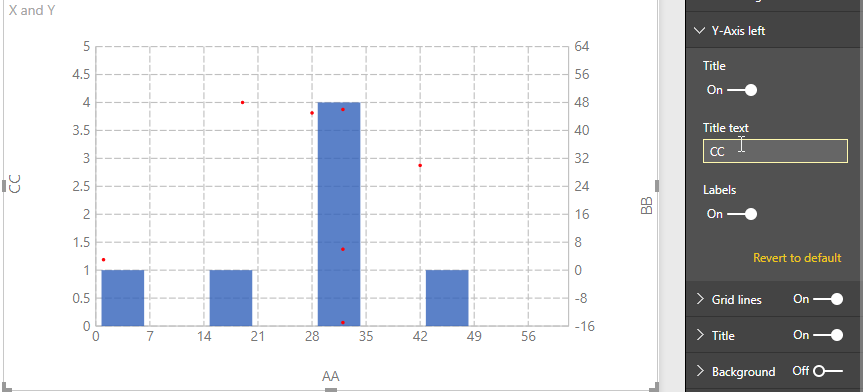 X and Y
5
4.5
4
3.5
3
2.5
2
1.5
1
0.5
0
CC
64
56
48
40
32
24
16
8
0
-8
-16
BB
0 7 14 21 28 35 42 49 56
AA
Y-Axis left
Title
On
Title text
CC
Labels
On
Revert to default
Grid lines On
Title On
Background Off